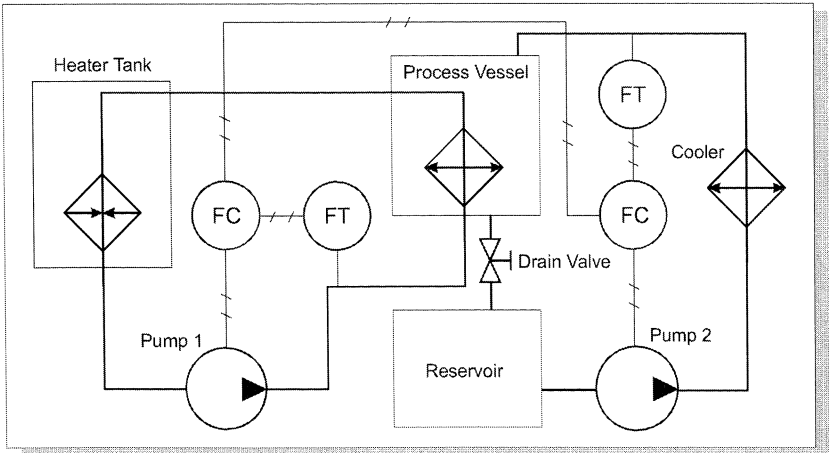 Heater Tank
Process Vessel
FT
Cooler
FC
FT
FC
Drain Valve
Pump 1
Pump 2
Reservoir